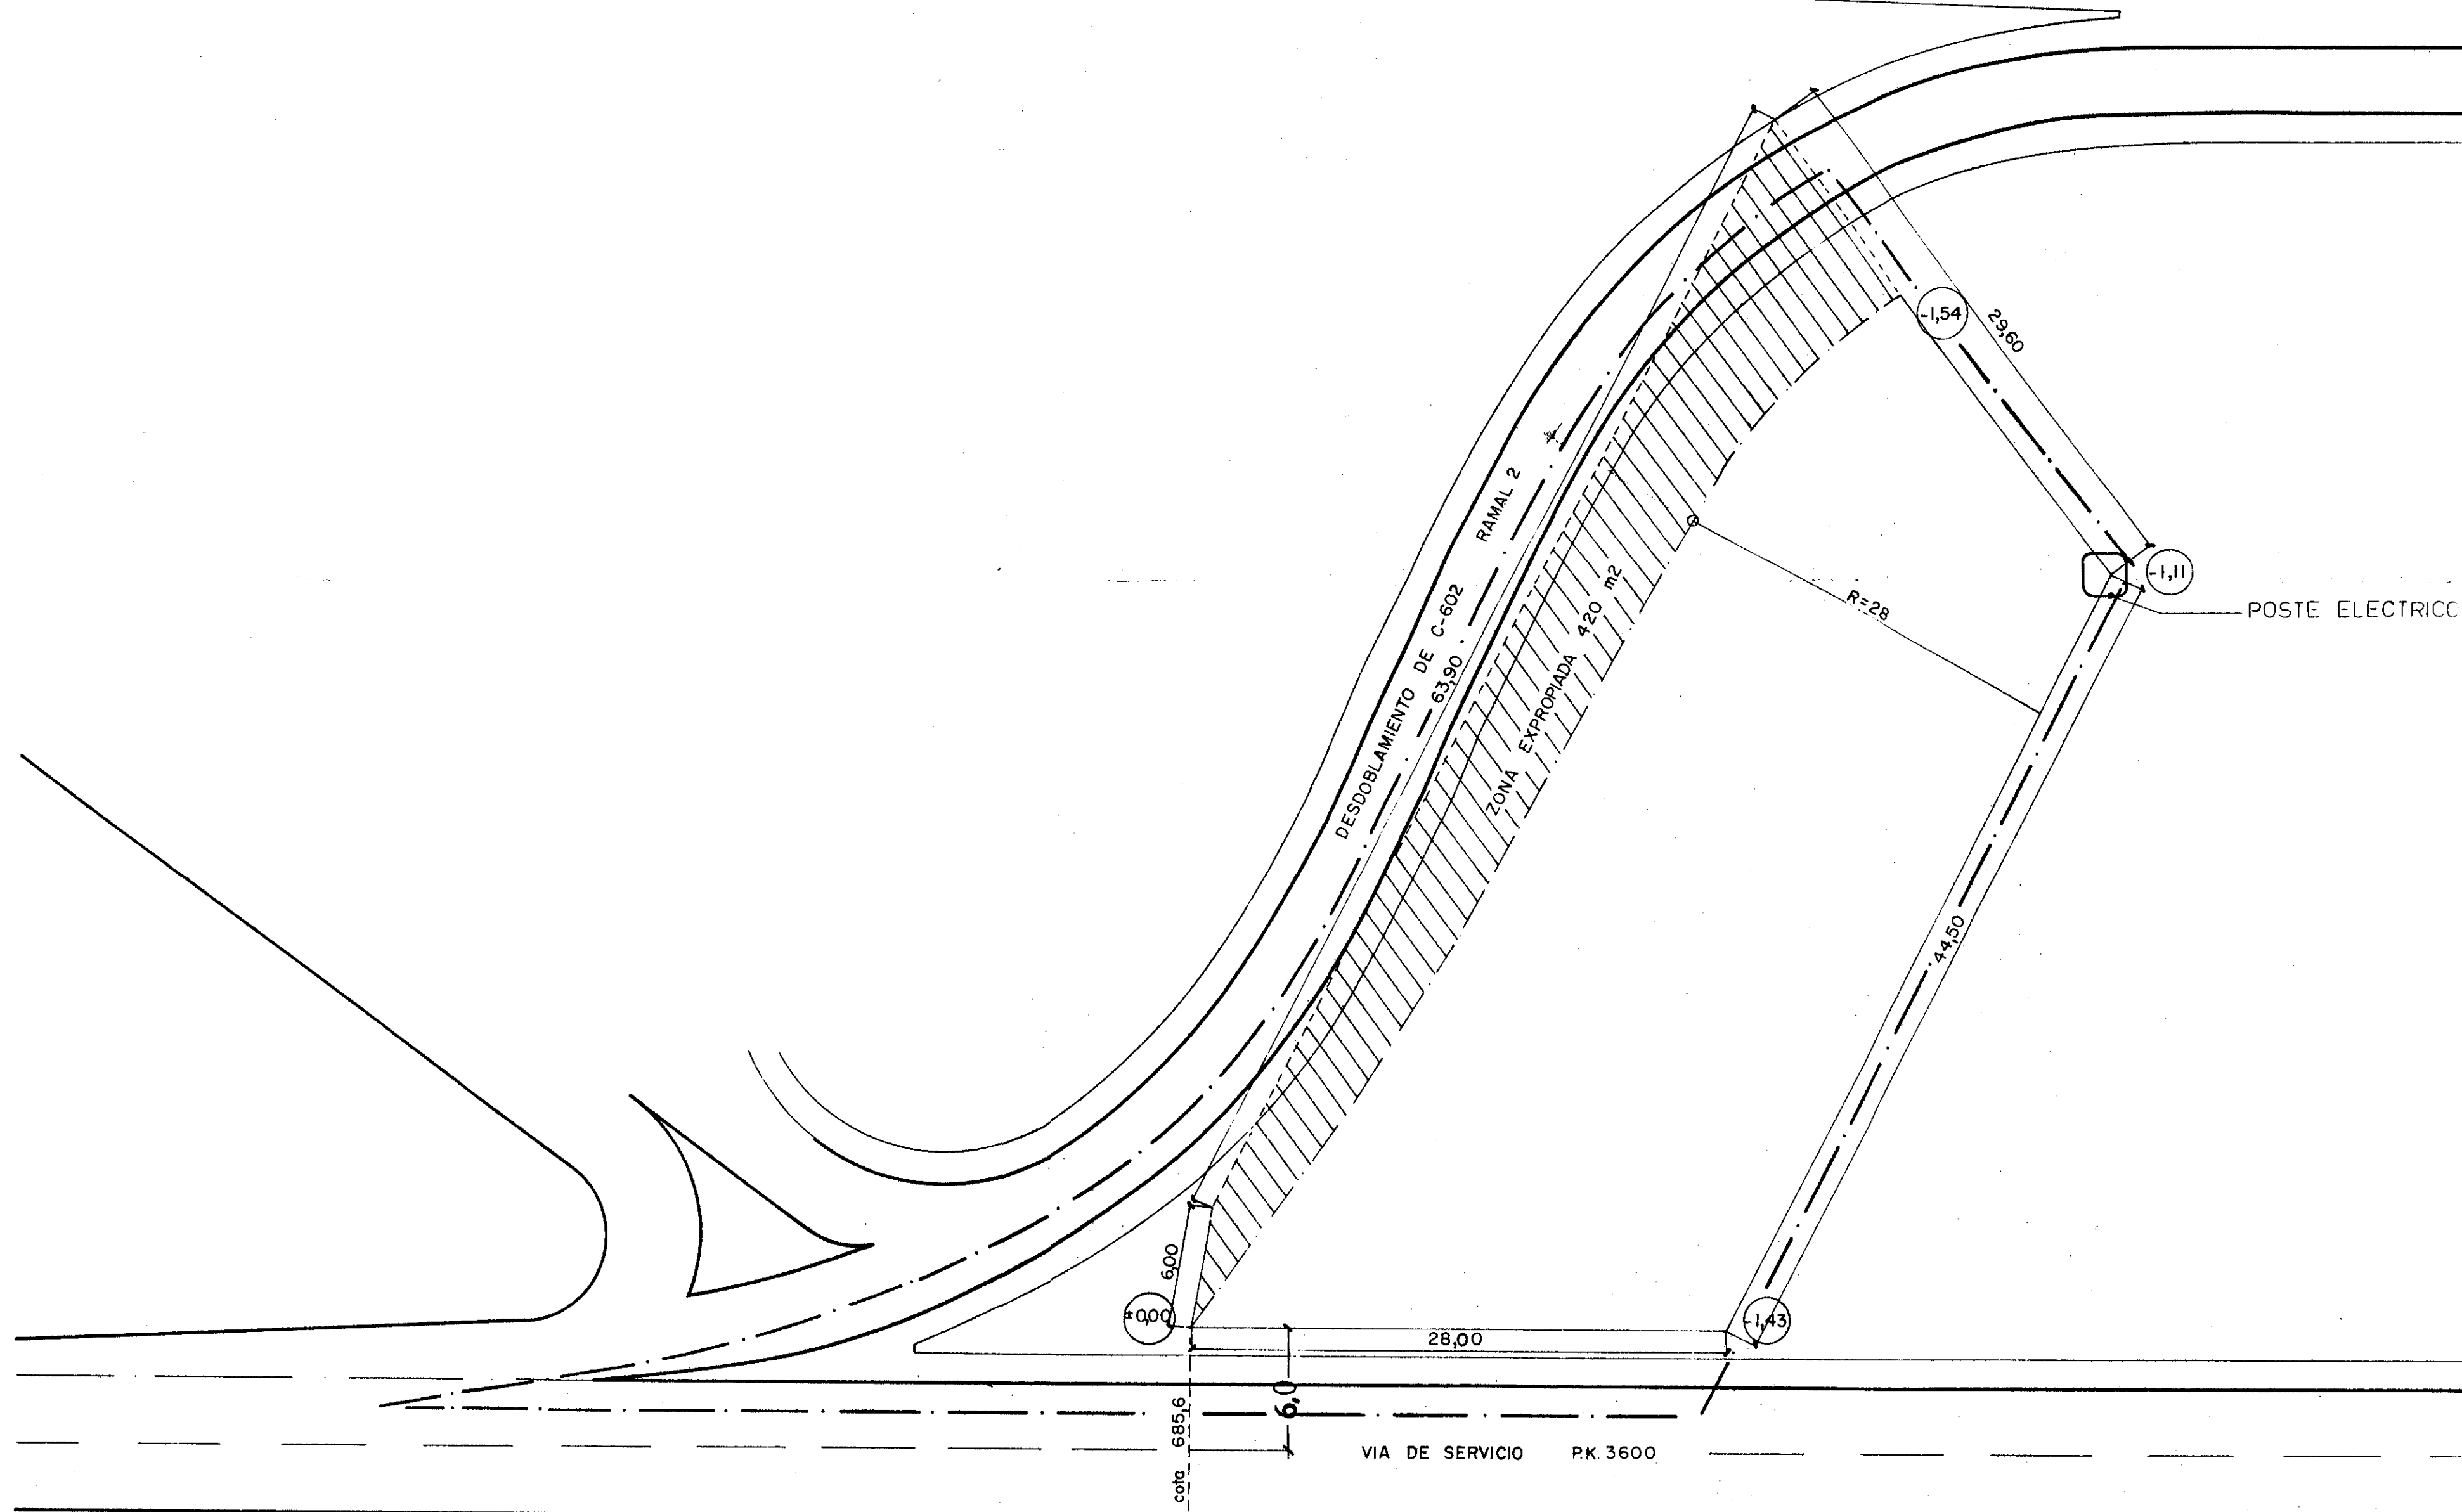 -1,54
29,60
RAMAL 2
-1,11
R=28
POSTE ELECTRICO
DESDOBLAMIENTO DE C-602
63,90
ZONA EXPROPIADA 420 m2
44,50
6,00
±0,00
-1,43
28,00
6,0
cota 685,6
VIA DE SERVICIO P.K. 3600